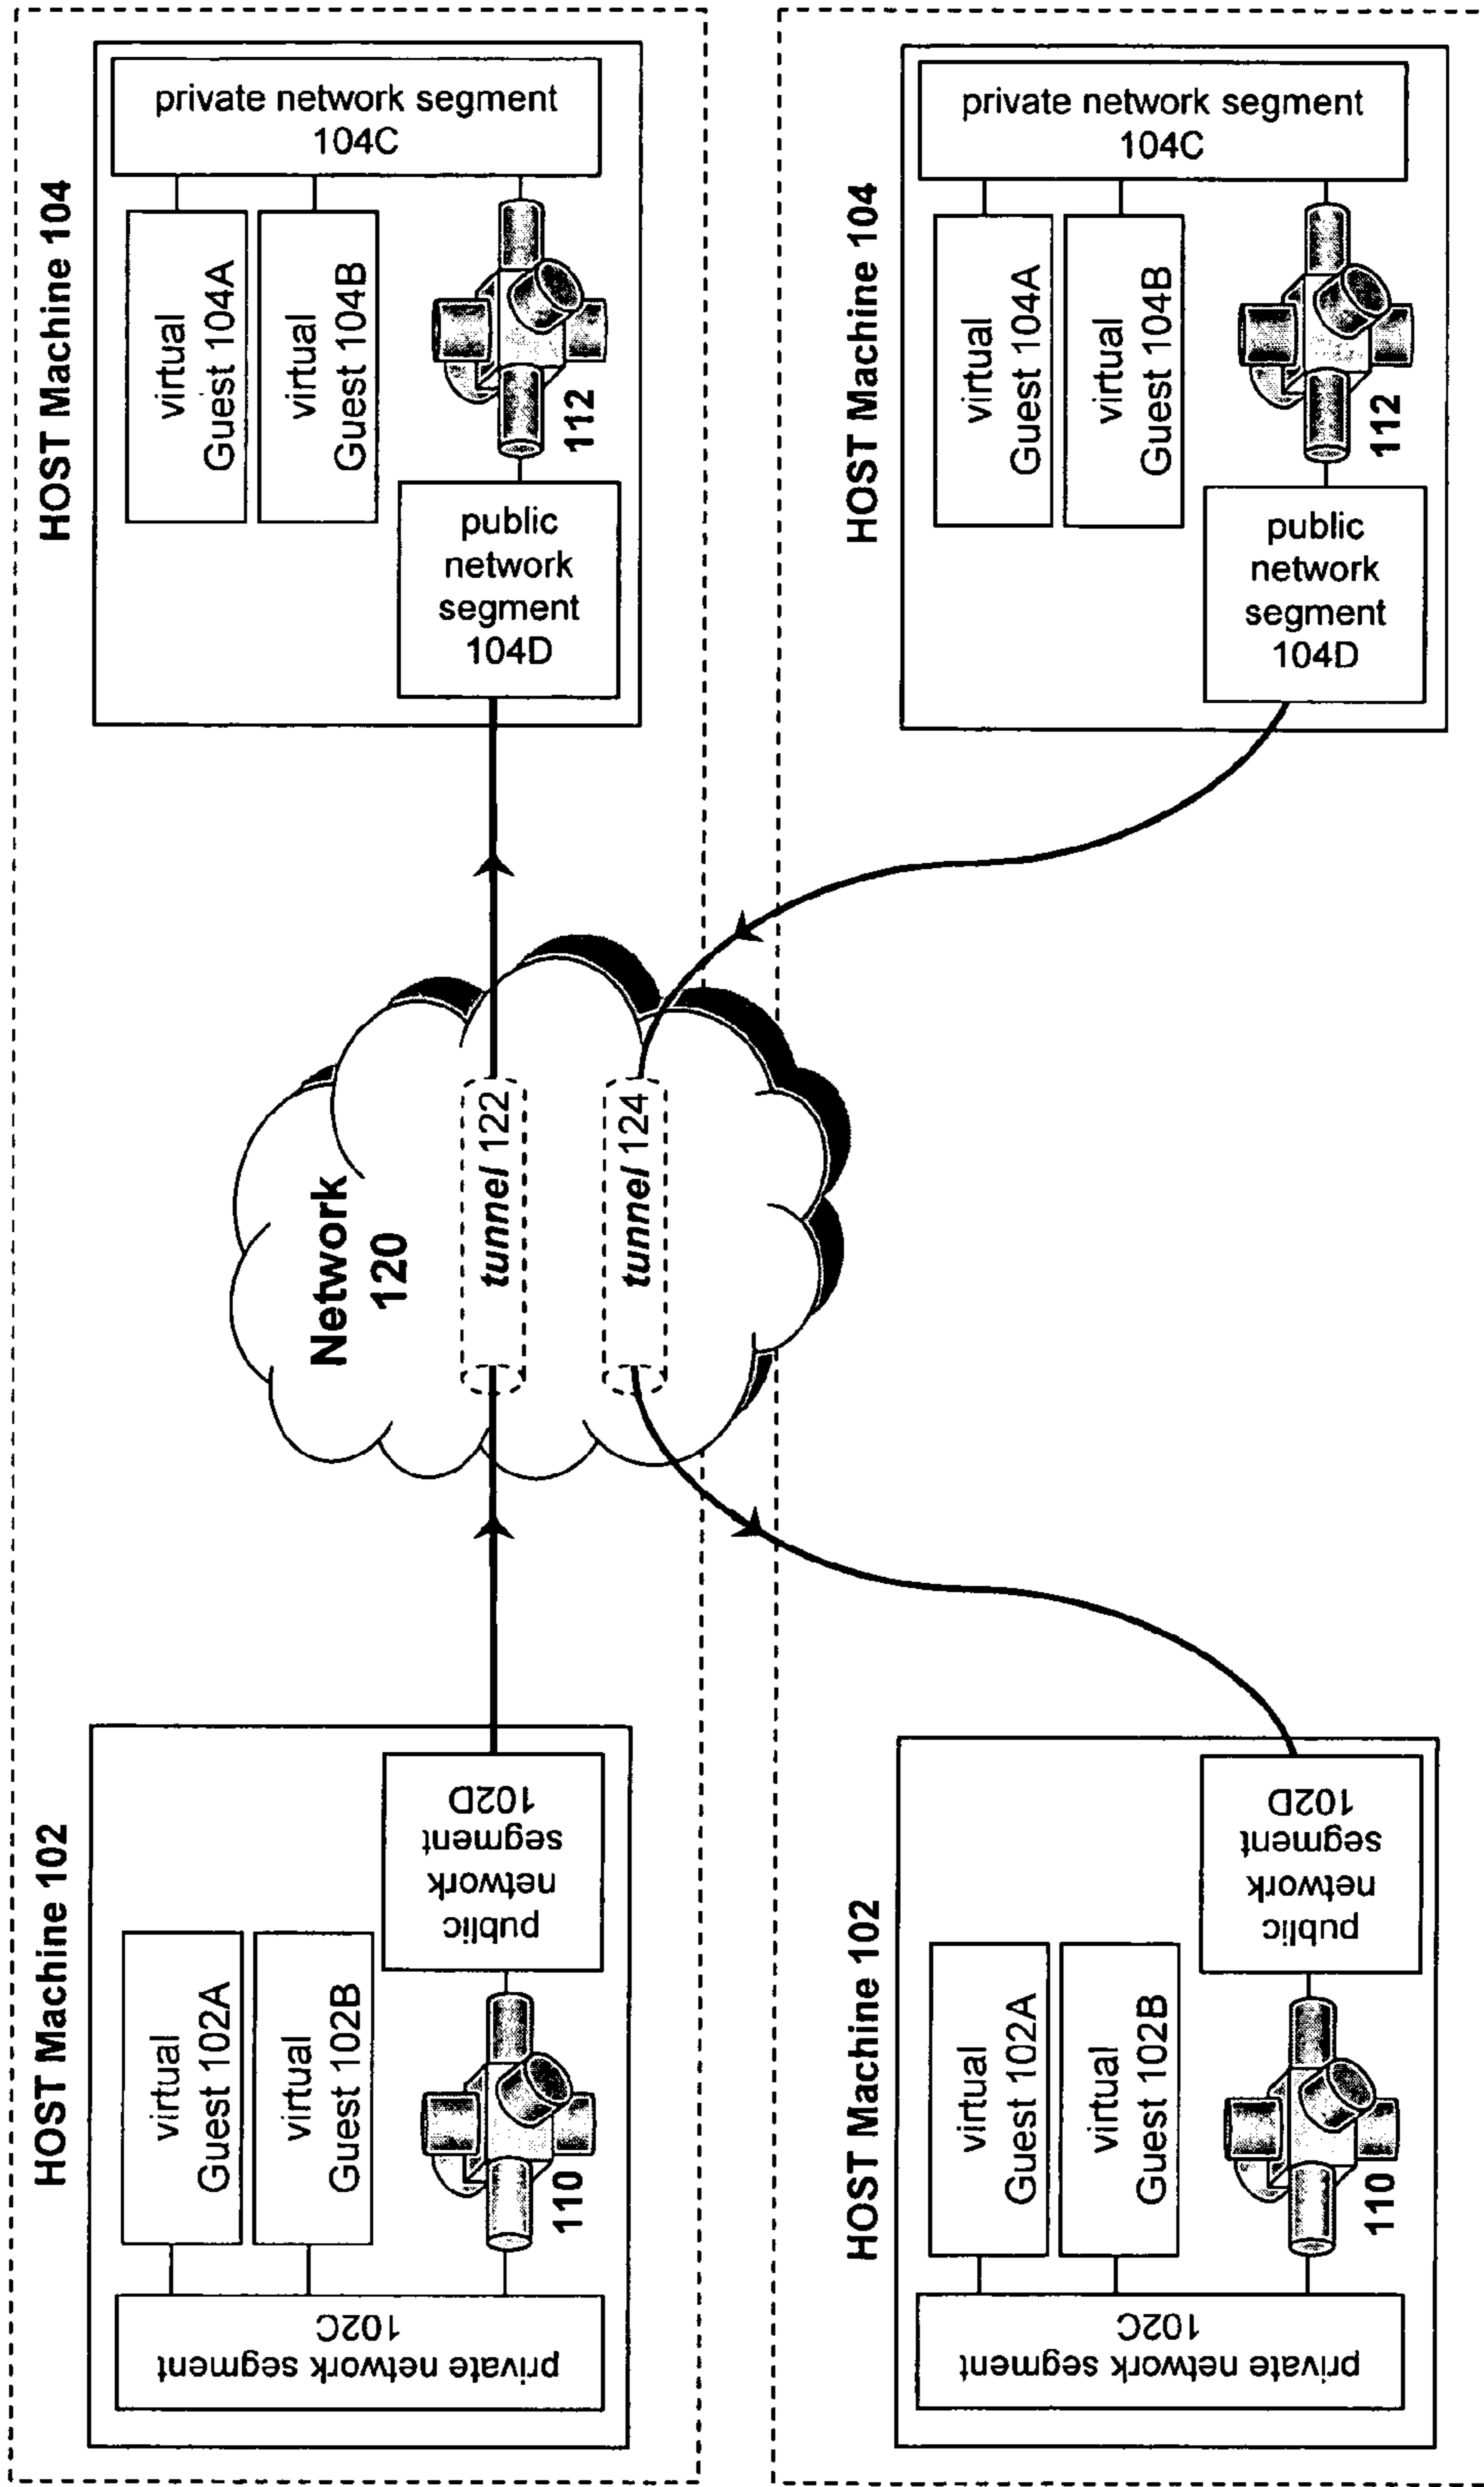 HOST Machine 102
virtual
Guest 102A
virtual
Guest 102B
private network segment
102C
110
public
network
segment
102D
Network
120
tunnel 122
tunnel 124
HOST Machine 104
virtual
Guest 104A
virtual
Guest 104B
private network segment
104C
112
public
network
segment
104D
HOST Machine 102
virtual
Guest 102A
virtual
Guest 102B
private network segment
102C
110
public
network
segment
102D
HOST Machine 104
virtual
Guest 104A
virtual
Guest 104B
private network segment
104C
112
public
network
segment
104D